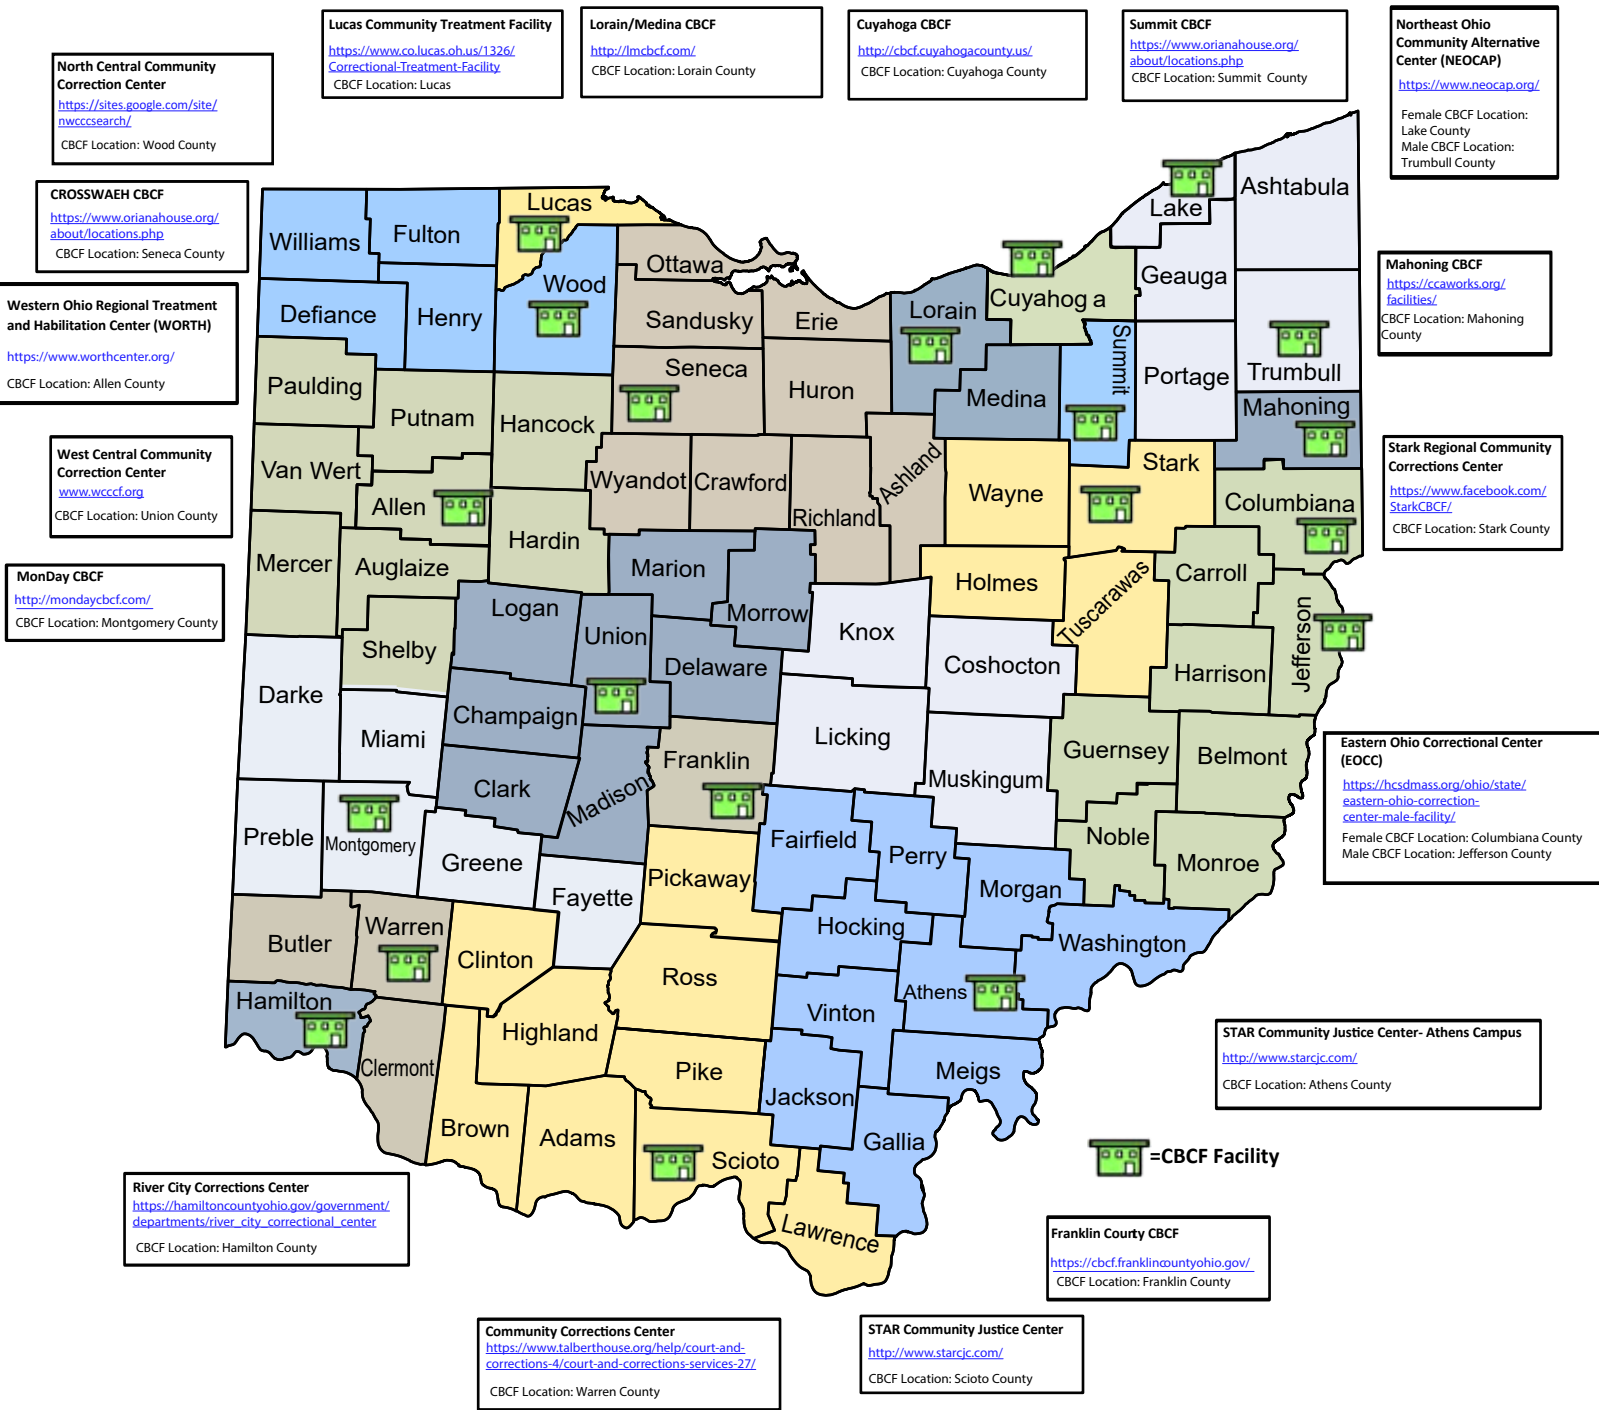 Lucas Community Treatment Facility
https://www.co.lucas.oh.us/1326/
Correctional-Treatment-Facility
CBCF Location: Lucas
Lorain/Medina CBCF
http://lmcbcf.com/
CBCF Location: Lorain County
Cuyahoga CBCF
http://cbcf.cuyahogacounty.us/
CBCF Location: Cuyahoga County
Summit CBCF
https://www.orianahouse.org/
about/locations.php
CBCF Location: Summit County
Northeast Ohio
Community Alternative
Center (NEOCAP)
https://www.neocap.org/
Female CBCF Location:
Lake County
Male CBCF Location:
Trumbull County
North Central Community
Correction Center
https://sites.google.com/site/
nwcccsearch/
CBCF Location: Wood County
CROSSWAEH CBCF
https://www.orianahouse.org/
about/locations.php
CBCF Location: Seneca County
Western Ohio Regional Treatment
and Habilitation Center (WORTH)
https://www.worthcenter.org/
CBCF Location: Allen County
West Central Community
Correction Center
www.wcccf.org
CBCF Location: Union County
MonDay CBCF
http://mondaycbcf.com/
CBCF Location: Montgomery County
Mahoning CBCF
https://ccaworks.org/
facilities/
CBCF Location: Mahoning
County
Stark Regional Community
Corrections Center
https://www.facebook.com/
StarkCBCF/
CBCF Location: Stark County
Eastern Ohio Correctional Center
(EOCC)
https://hcsdmass.org/ohio/state/
eastern-ohio-correction-
center-male-facility/
Female CBCF Location: Columbiana County
Male CBCF Location: Jefferson County
Williams
Fulton
Lucas
Ottawa
Wood
Defiance
Henry
Sandusky
Erie
Lorain
Cuyahog a
Lake
Ashtabula
Geauga
Summit
Portage
Trumbull
Paulding
Putnam
Hancock
Seneca
Huron
Medina
Mahoning
Van Wert
Allen
Wyandot
Crawford
Richland
Ashland
Wayne
Stark
Columbiana
Mercer
Auglaize
Hardin
Marion
Morrow
Holmes
Tuscarawas
Carroll
Jefferson
Shelby
Logan
Union
Delaware
Knox
Coshocton
Harrison
Darke
Miami
Champaign
Clark
Madison
Franklin
Licking
Muskingum
Guernsey
Belmont
Preble
Montgomery
Greene
Fayette
Pickaway
Fairfield
Perry
Morgan
Noble
Monroe
Butler
Warren
Clinton
Ross
Hocking
Athens
Washington
Hamilton
Clermont
Highland
Pike
Vinton
Jackson
Meigs
Brown
Adams
Scioto
Gallia
Lawrence
STAR Community Justice Center- Athens Campus
http://www.starcjc.com/
CBCF Location: Athens County
=CBCF Facility
River City Corrections Center
https://hamiltoncountyohio.gov/government/
departments/river_city_correctional_center
CBCF Location: Hamilton County
Franklin Courty CBCF
https://cbcf.franklincountyohio.gov/
CBCF Location: Franklin County
Community Corrections Center
https://www.talberthouse.org/help/court-and-
corrections-4/court-and-corrections-services-27/
CBCF Location: Warren County
STAR Community Justice Center
http://www.starcjc.com/
CBCF Location: Scioto County